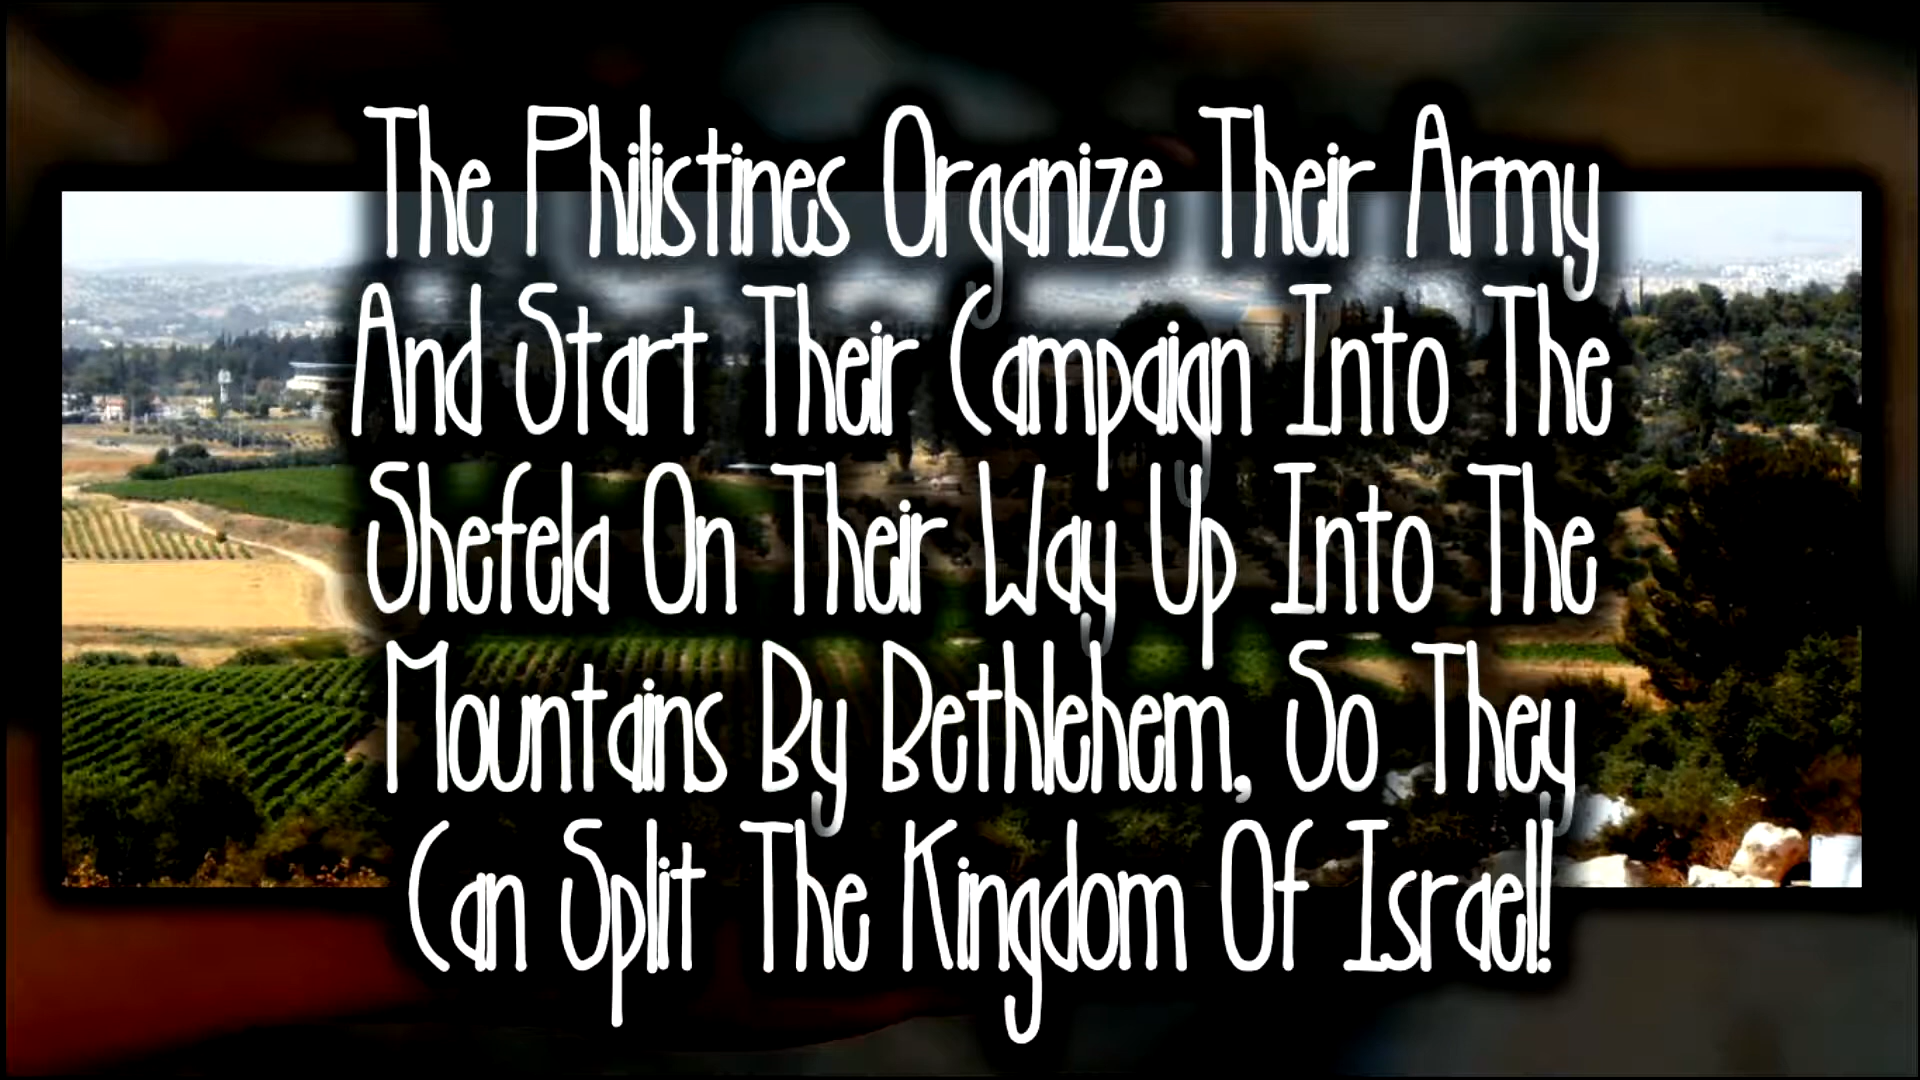 The Philistines Organize Their Army
And Start Their Campaign Into The
Shefela On Their Way Up Into The
Mountains By Bethlehem, So They
Can Split The Kingdom Of Israel!